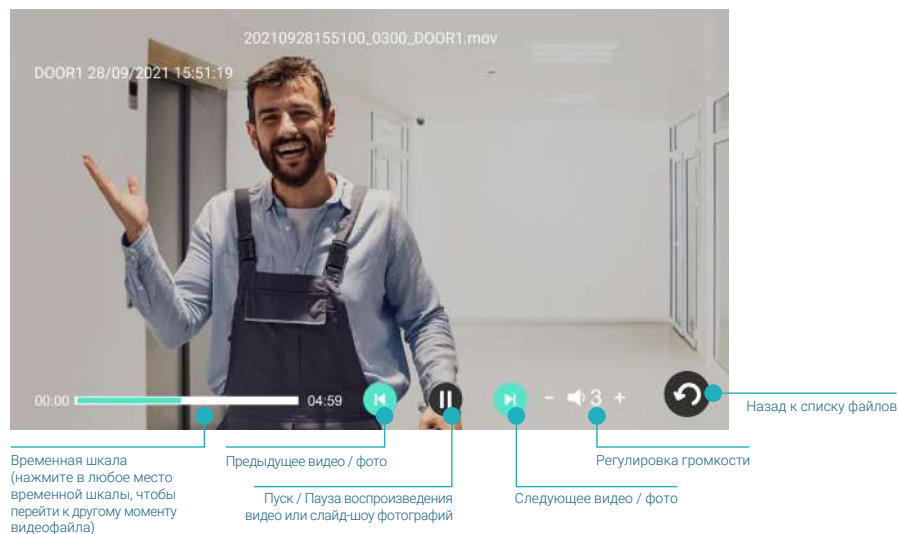 20210928155100_0300_DOOR1.mov
DOOR1 28/09/2021 15:51:19
00:00
04:59
- 3 +
Назад к списку файлов
Временная шкала
(нажмите в любое место
временной шкалы, чтобы
перейти к другому моменту
видеофайла)
Предыдущее видео / фото
Регулировка громкости
Пуск / Пауза воспроизведения
видео или слайд-шоу фотографий
Следующее видео / фото